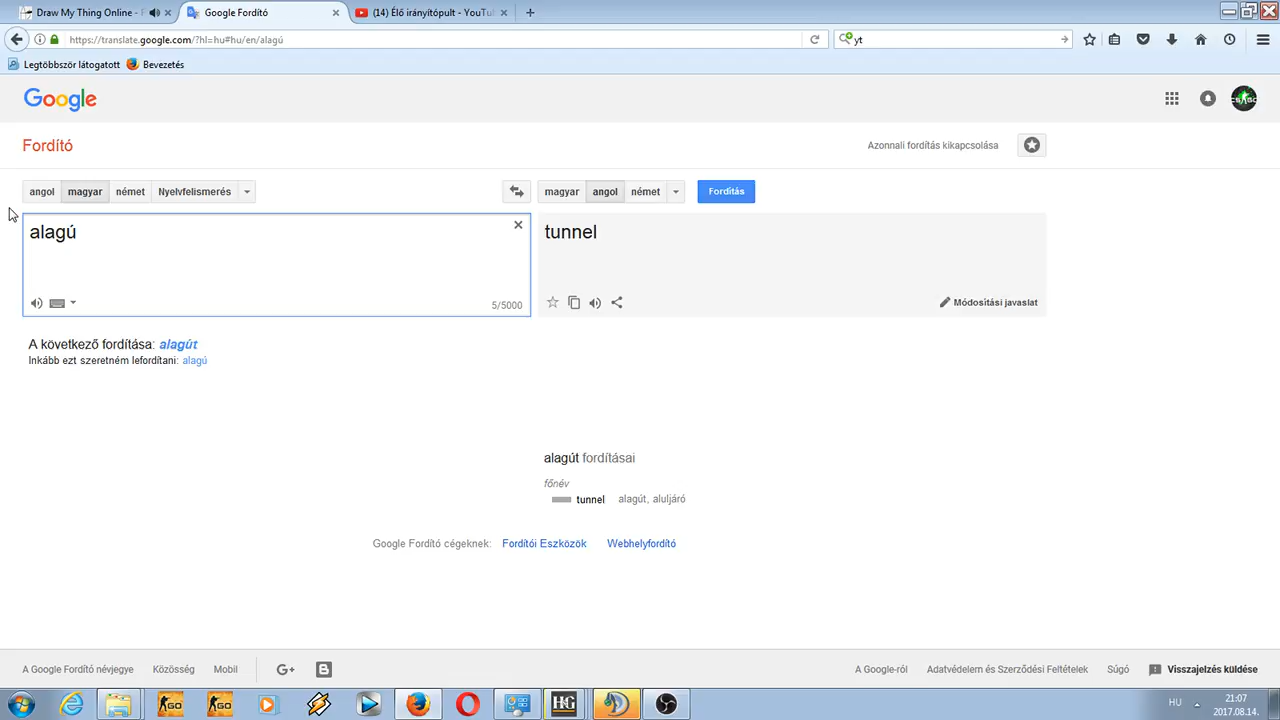 Draw My Thing Online -
Google Fordító
(14) Élő irányítópult - YouTu
https://translate.google.com/?hl=hu#hu/en/alagú
yt
Legtöbbször látogatott
Bevezetés
Google
Fordító
Azonnali fordítás kikapcsolása
angol magyar német Nyelvfelismerés
magyar angol német Fordítás
alagú
tunnel
5/5000
Módosítási javaslat
A következő fordítása: alagút
Inkább ezt szeretném lefordítani: alagú
alagút fordításai
főnév
tunnel alagút, aluljáró
Google Fordító cégeknek: Fordítói Eszközök Webhelyfordító
A Google Fordító névjegye Közösség Mobil G+
A Google-ról Adatvédelem és Szerződési Feltételek Súgó Visszajelzés küldése
GO
GO
HG
HU
21:07
2017.08.14.